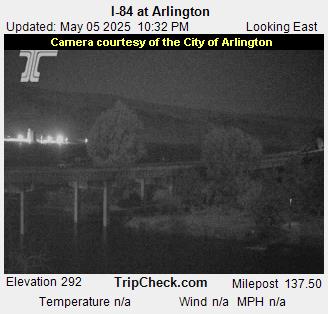 I-84 at Arlington
Updated: May 05 2025 10:32 PM Looking East
Camera courtesy of the City of Arlington
Elevation 292 TripCheck.com Milepost 137.50
Temperature n/a Wind n/a MPH n/a